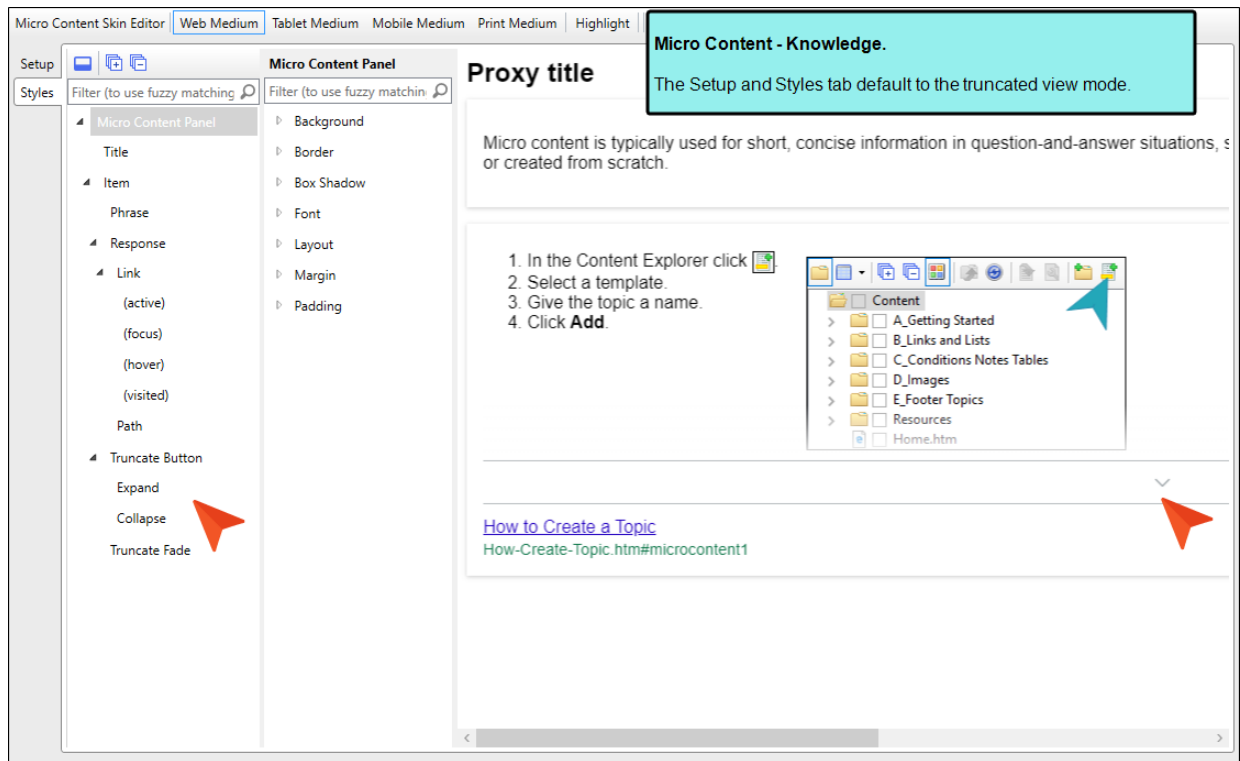 Micro Content Skin Editor Web Medium Tablet Medium Mobile Medium Print Medium Highlight
Micro Content - Knowledge.
The Setup and Styles tab default to the truncated view mode.
Setup
Styles
Filter (to use fuzzy matching
Micro Content Panel
Title
Item
Phrase
Response
Link
(active)
(focus)
(hover)
(visited)
Path
Truncate Button
Expand
Collapse
Truncate Fade
Micro Content Panel
Filter (to use fuzzy matchin
Background
Border
Box Shadow
Font
Layout
Margin
Padding
Proxy title
Micro content is typically used for short, concise information in question-and-answer situations, s
or created from scratch.
1. In the Content Explorer click .
2. Select a template.
3. Give the topic a name.
4. Click Add.
Content
A_Getting Started
B_Links and Lists
C_Conditions Notes Tables
D_Images
E_Footer Topics
Resources
Home.htm
How to Create a Topic
How-Create-Topic.htm#microcontent1